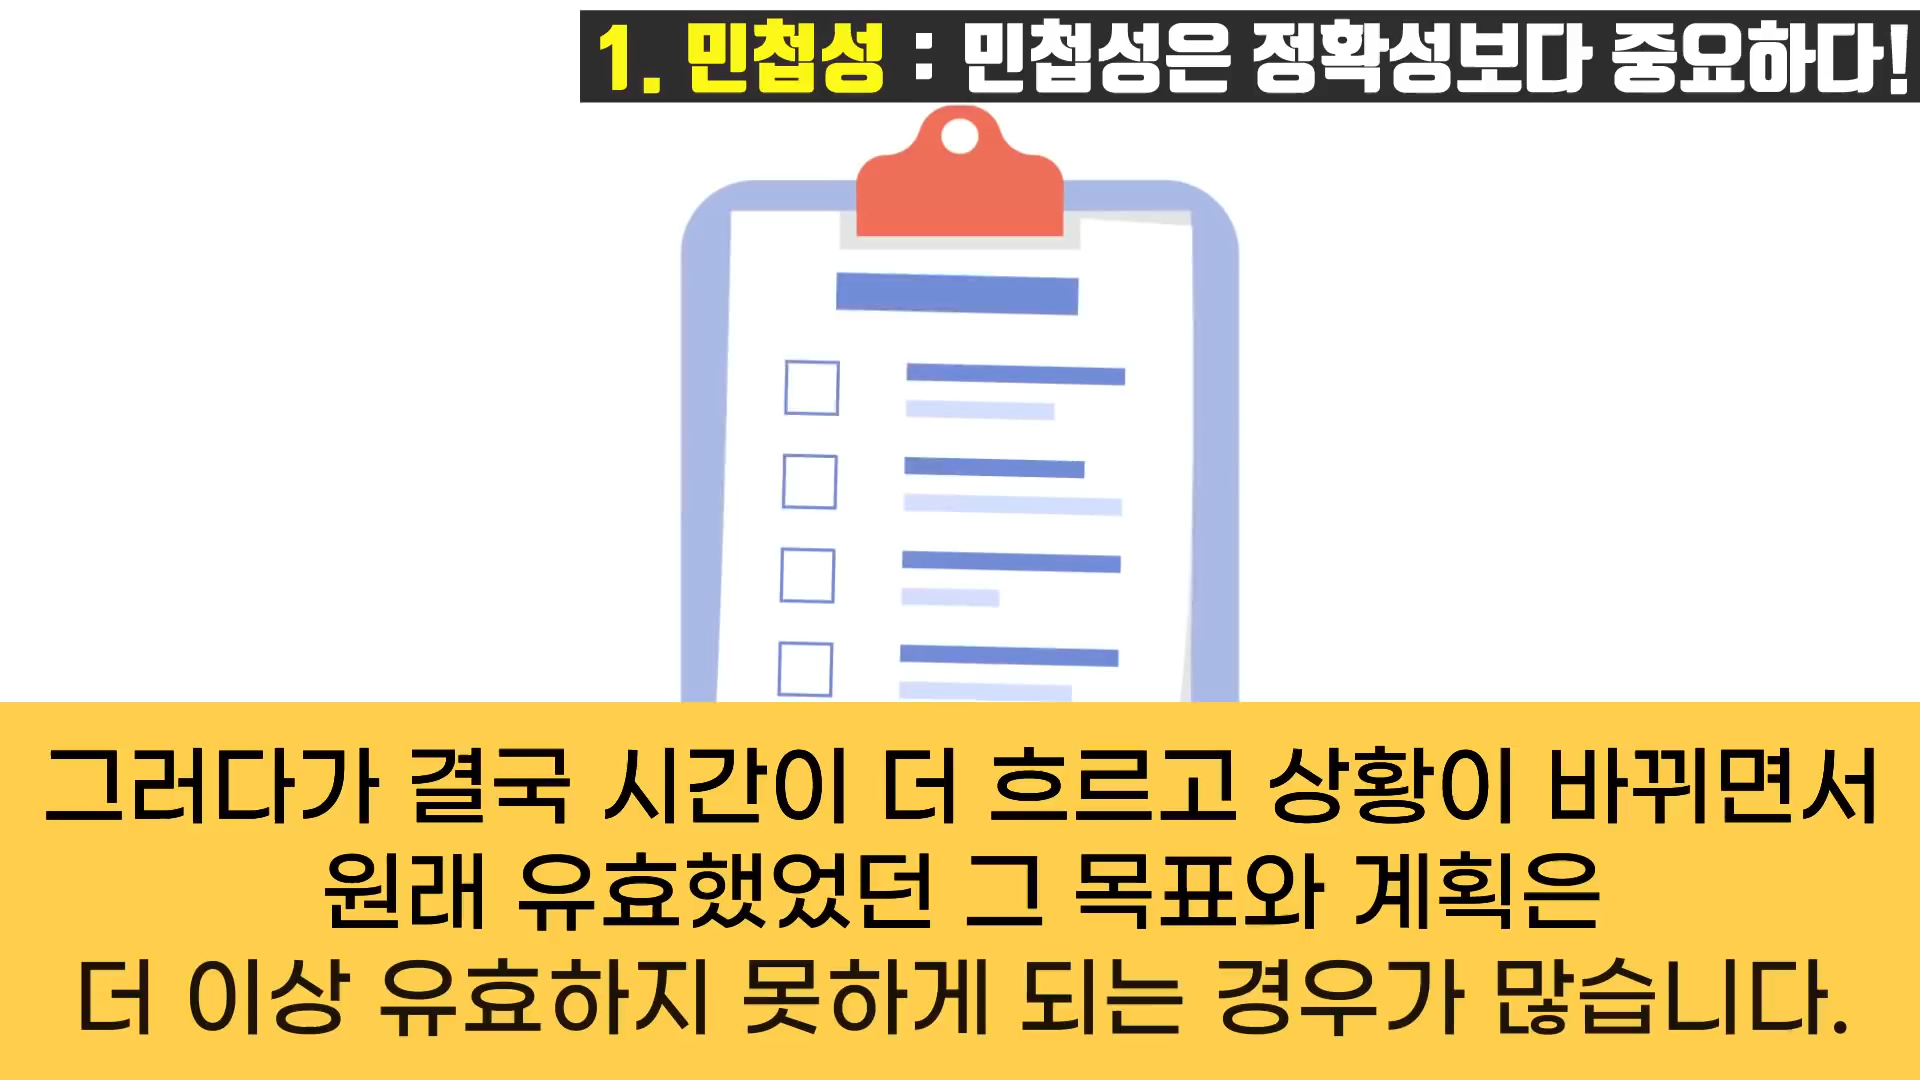 1. 민첩성 : 민첩성은 정확성보다 중요하다!
그러다가 결국 시간이 더 흐르고 상황이 바뀌면서
원래 유효했었던 그 목표와 계획은
더 이상 유효하지 못하게 되는 경우가 많습니다.